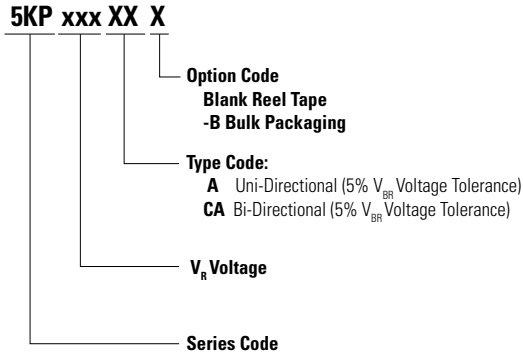 5KP xxx XX X
Option Code
Blank Reel Tape
-B Bulk Packaging
Type Code:
A Uni-Directional (5% VBR Voltage Tolerance)
CA Bi-Directional (5% VBR Voltage Tolerance)
VR Voltage
Series Code